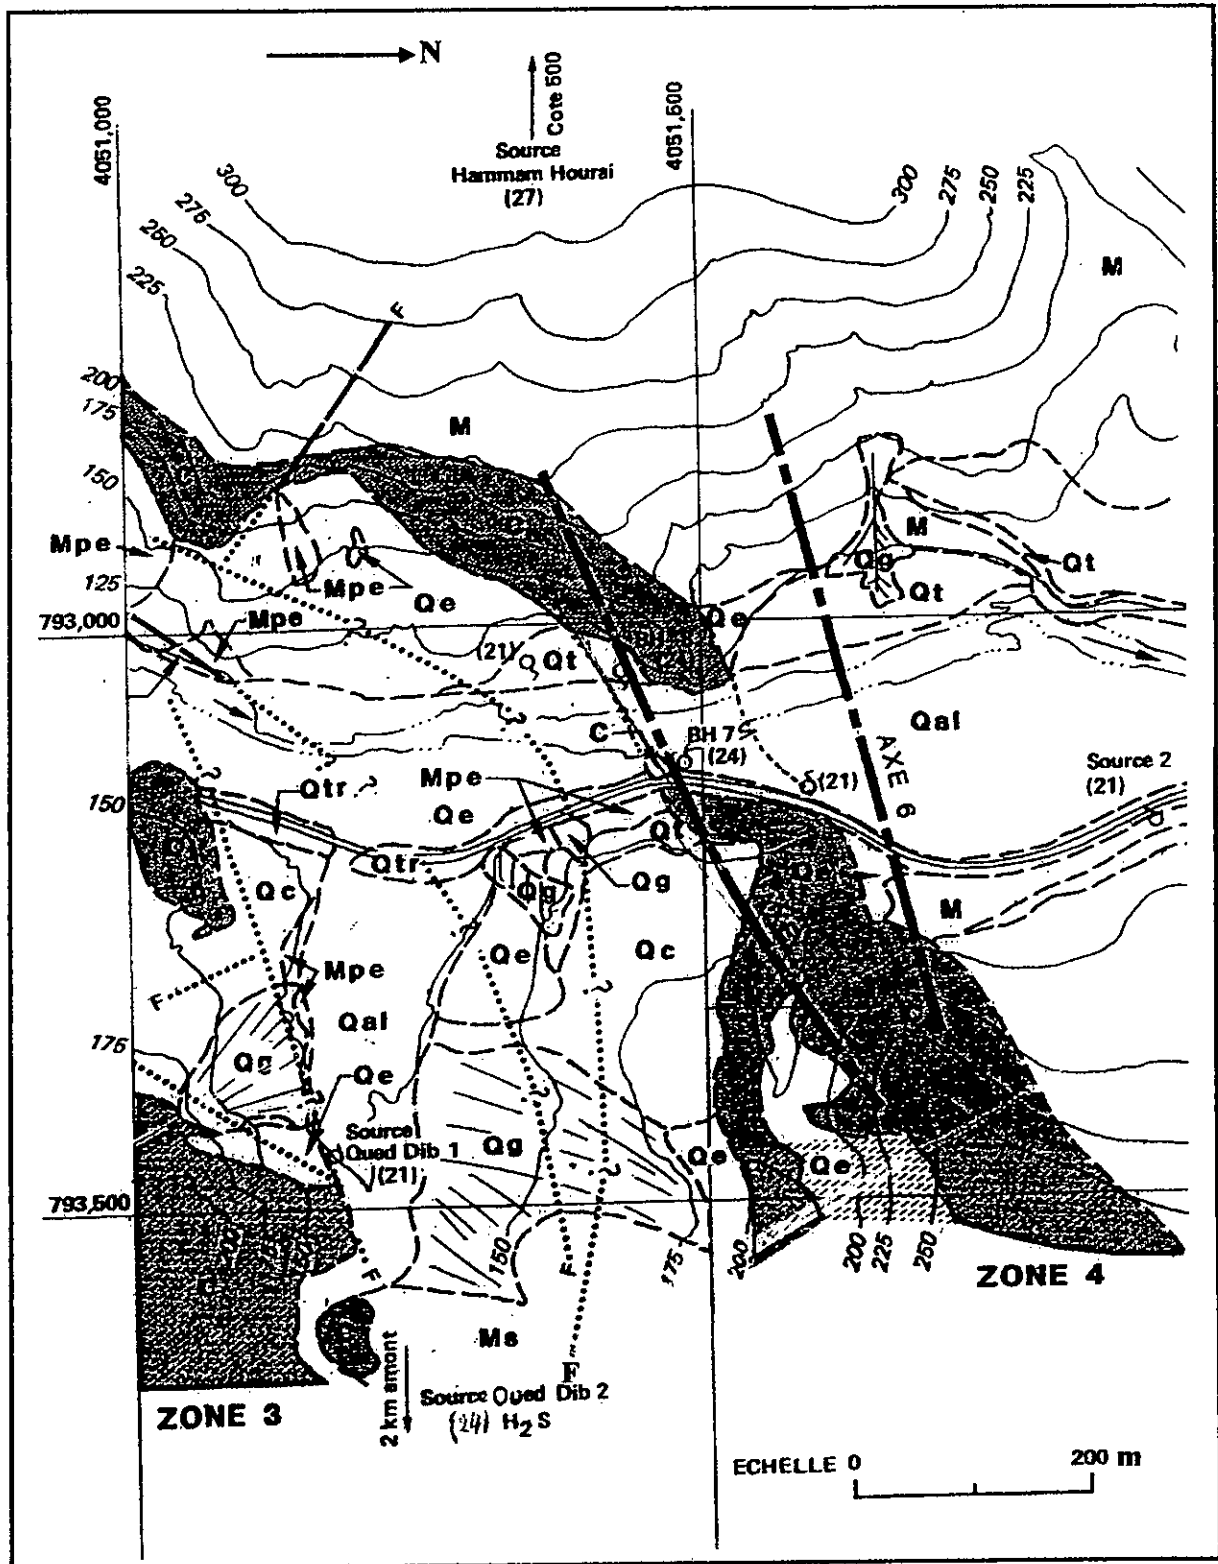 N
Cote 500
Source
Hammam Hourai
(27)
4051,000
4051,500
300
275
250
225
300
275
250
225
M
F
200
175
150
M
Mpe
125
Mpe
Qe
M
Qg
Qt
Qt
793,000
Mpe
Qe
(21)
Qt
Qal
C
BH 7
(24)
(21)
AXE 6
Source 2
(21)
Mpe
150
Qtr
Qe
Qt
Qtr
Qc
Qg
Qg
Qe
Qc
M
F
Mpe
Qal
175
Qg
Qe
Source
Oued Dib 1
(21)
Qg
Qe
Qe
793,500
150
F
F
175
200
200
225
250
ZONE 4
F
Ms
2 km amont
Source Oued Dib 2
(24) H₂S
ZONE 3
ECHELLE 0
200 m